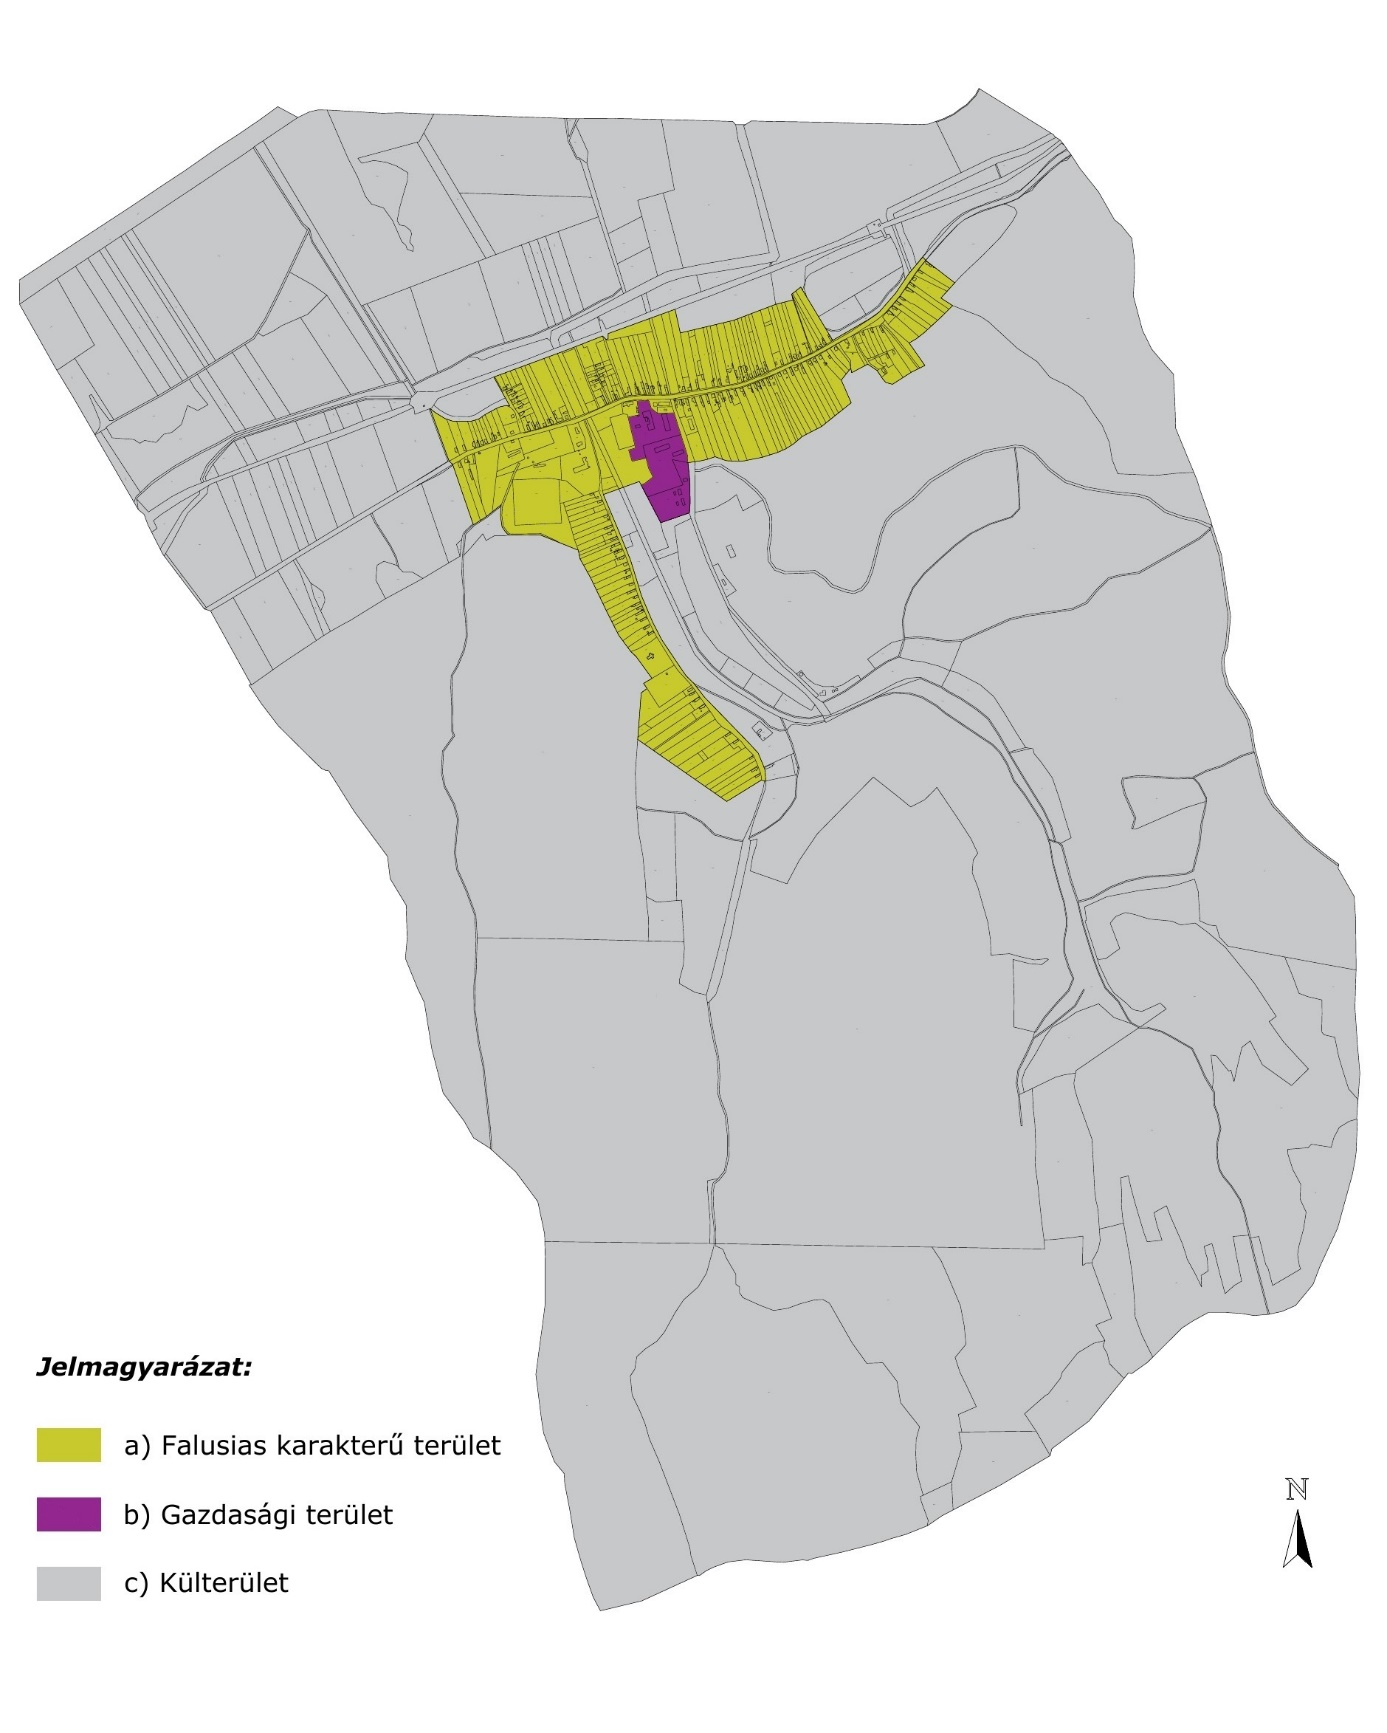 Jelmagyarázat:
a) Falusias karakterű terület
b) Gazdasági terület
c) Külterület
N